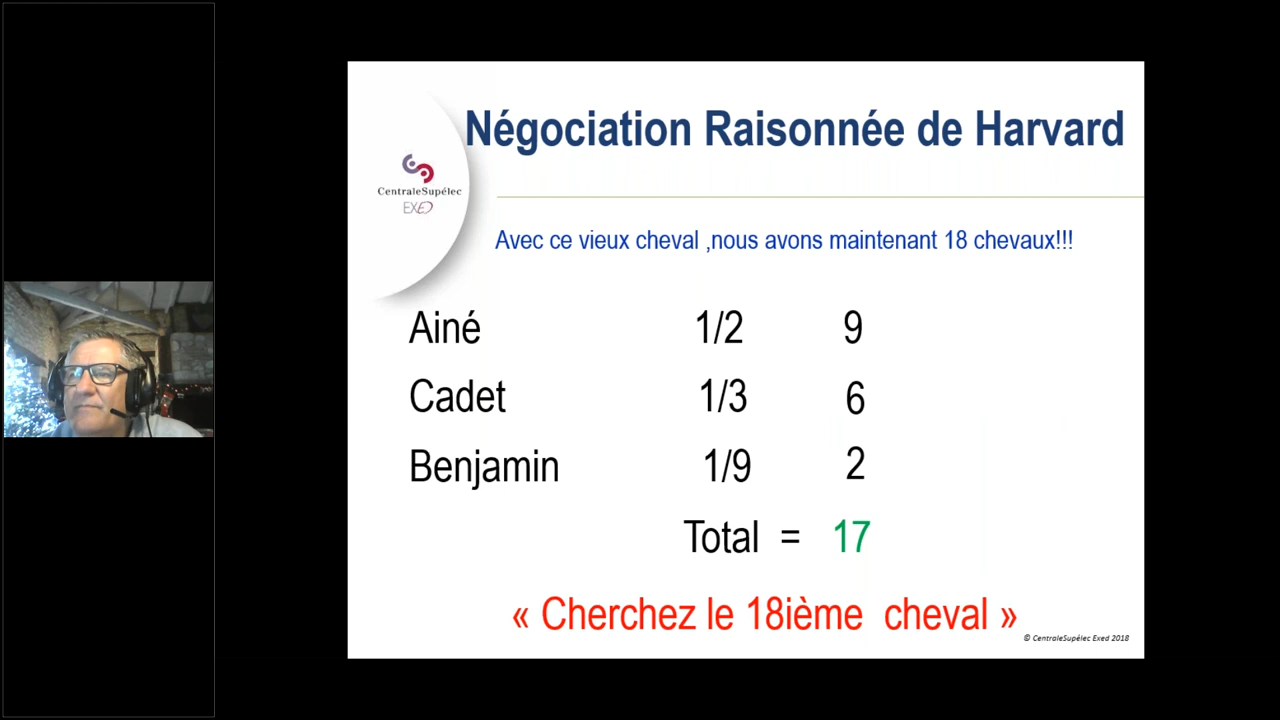 Négociation Raisonnée de Harvard
CentraleSupélec
EXED
Avec ce vieux cheval ,nous avons maintenant 18 chevaux!!!
Ainé 1/2 9
Cadet 1/3 6
Benjamin 1/9 2
Total = 17
« Cherchez le 18ième cheval »
© CentraleSupélec Exed 2018